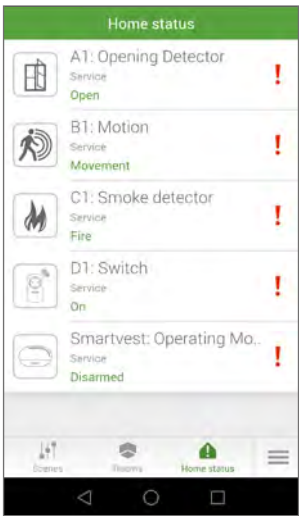 Home status
A1: Opening Detector
Service
Open
B1: Motion
Service
Movement
C1: Smoke detector
Service
Fire
D1: Switch
Service
On
Smartvest: Operating Mo..
Service
Disarmed
Scenes Rooms Home status